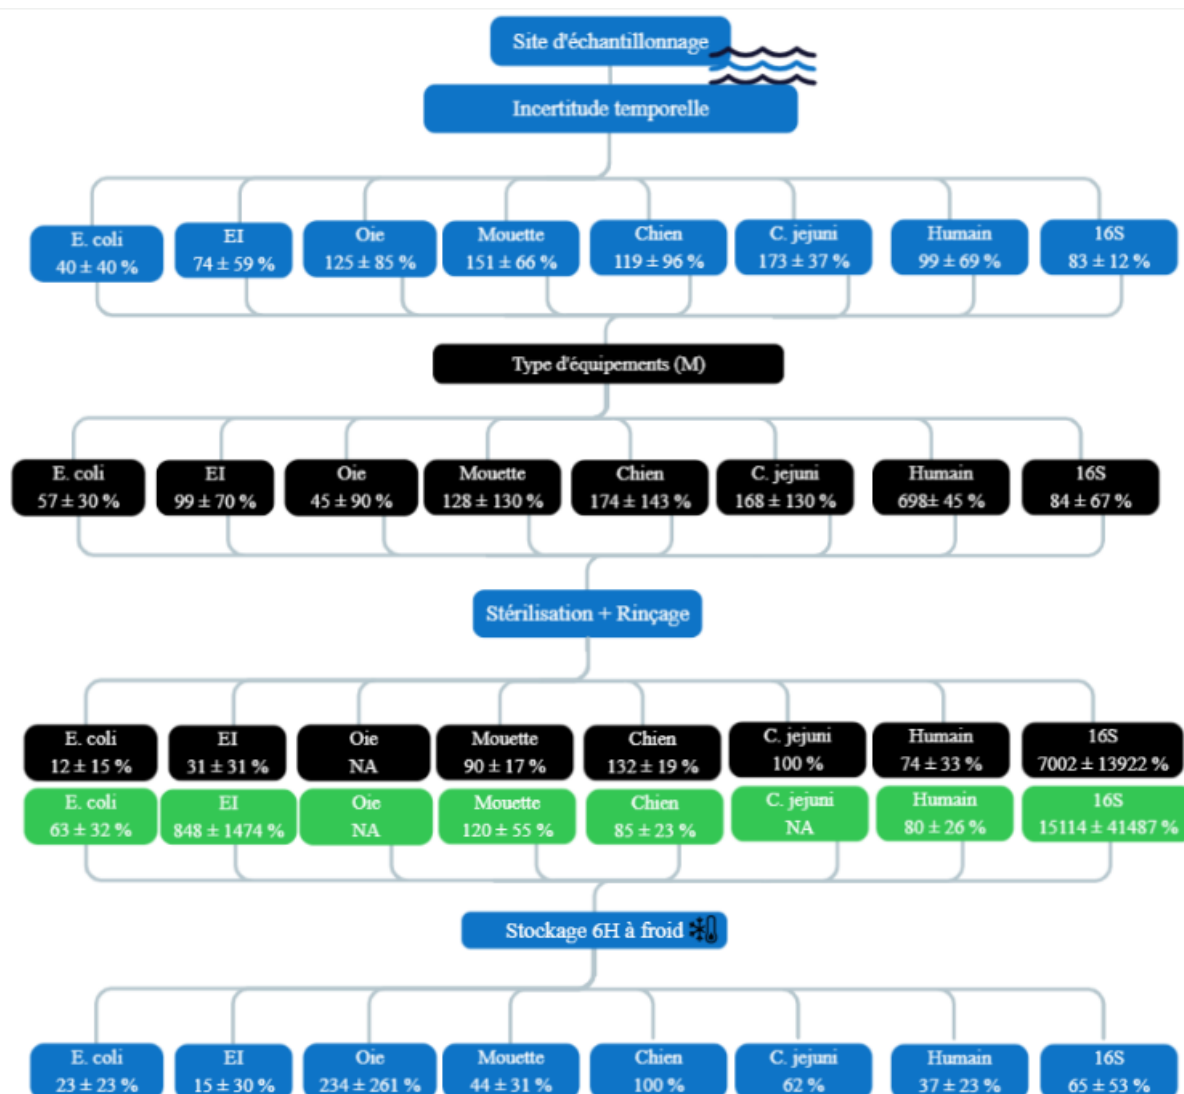 Site d'échantillonnage
Incertitude temporelle
E. coli
40 ± 40 %
EI
74 ± 59 %
Oie
125 ± 85 %
Mouette
151 ± 66 %
Chien
119 ± 96 %
C. jejuni
173 ± 37 %
Humain
99 ± 69 %
16S
83 ± 12 %
Type d'équipements (M)
E. coli
57 ± 30 %
EI
99 ± 70 %
Oie
45 ± 90 %
Mouette
128 ± 130 %
Chien
174 ± 143 %
C. jejuni
168 ± 130 %
Humain
698± 45 %
16S
84 ± 67 %
Stérilisation + Rinçage
E. coli
12 ± 15 %
EI
31 ± 31 %
Oie
NA
Mouette
90 ± 17 %
Chien
132 ± 19 %
C. jejuni
100 %
Humain
74 ± 33 %
16S
7002 ± 13922 %
E. coli
63 ± 32 %
EI
848 ± 1474 %
Oie
NA
Mouette
120 ± 55 %
Chien
85 ± 23 %
C. jejuni
NA
Humain
80 ± 26 %
16S
15114 ± 41487 %
Stockage 6H à froid
E. coli
23 ± 23 %
EI
15 ± 30 %
Oie
234 ± 261 %
Mouette
44 ± 31 %
Chien
100 %
C. jejuni
62 %
Humain
37 ± 23 %
16S
65 ± 53 %